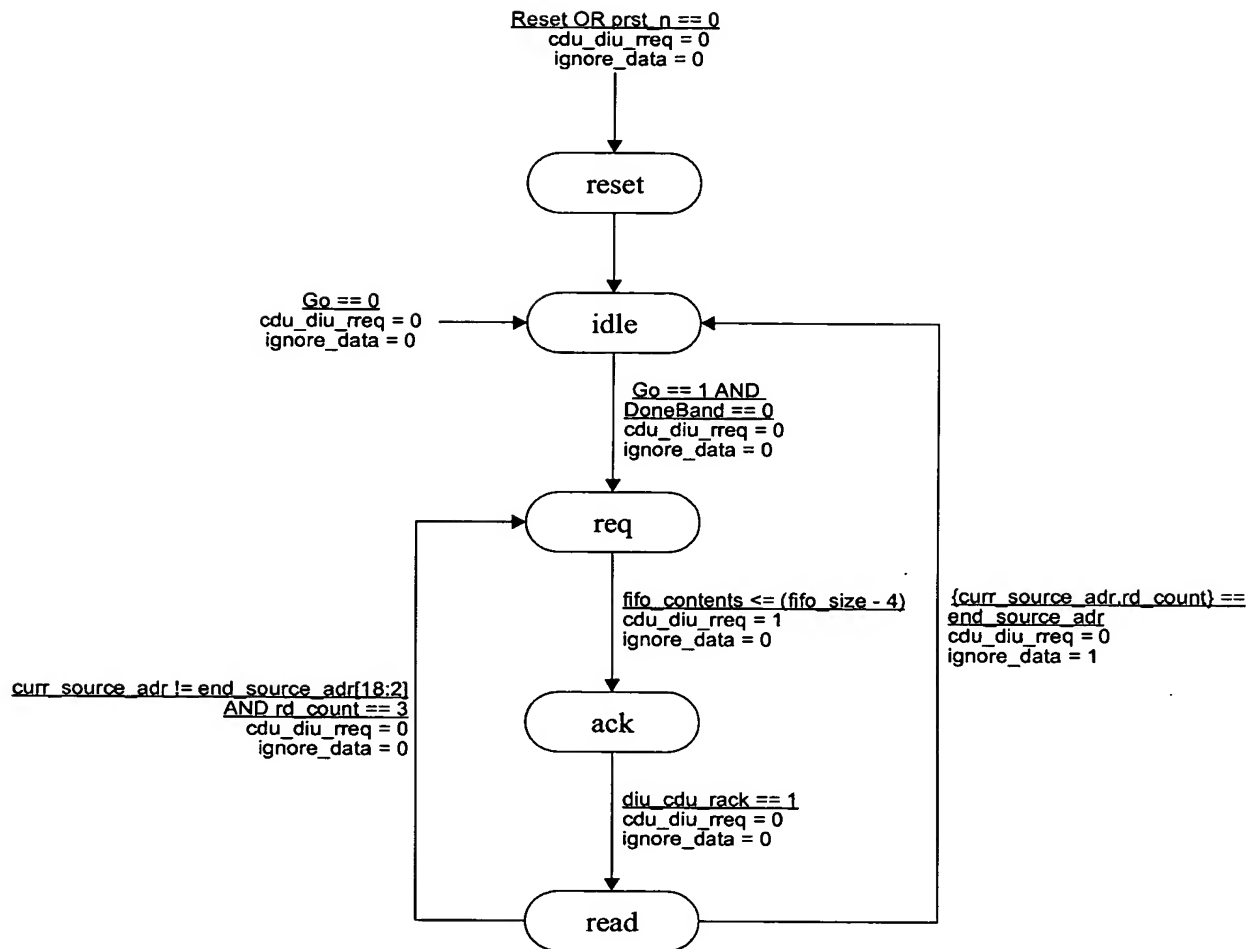 Reset OR prst_n == 0
cdu_diu_rreq = 0
ignore_data = 0
reset
Go == 0
cdu_diu_rreq = 0
ignore_data = 0
idle
Go == 1 AND
DoneBand == 0
cdu_diu_rreq = 0
ignore_data = 0
req
fifo_contents <= (fifo_size - 4)
cdu_diu_rreq = 1
ignore_data = 0
{curr_source_adr,rd_count} ==
end_source_adr
cdu_diu_rreq = 0
ignore_data = 1
curr_source_adr != end_source_adr[18:2]
AND rd_count == 3
cdu_diu_rreq = 0
ignore_data = 0
ack
diu_cdu_rack == 1
cdu_diu_rreq = 0
ignore_data = 0
read